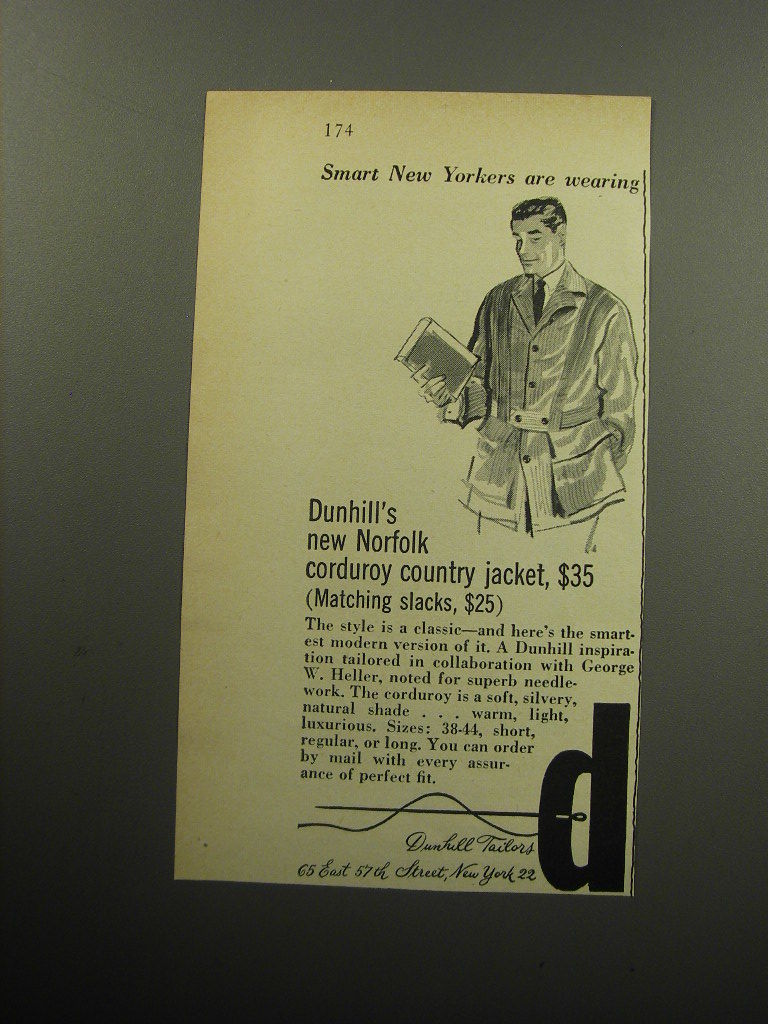 174
Smart New Yorkers are wearing
Dunhill's
new Norfolk
corduroy country jacket, $35
(Matching slacks, $25)
The style is a classic—and here's the smart-
est modern version of it. A Dunhill inspira-
tion tailored in collaboration with George
W. Heller, noted for superb needle-
work. The corduroy is a soft, silvery,
natural shade . . . warm, light,
luxurious. Sizes: 38-44, short,
regular, or long. You can order
by mail with every assur-
ance of perfect fit.
d
Dunhill Tailors
65 East 57th Street, New York 22